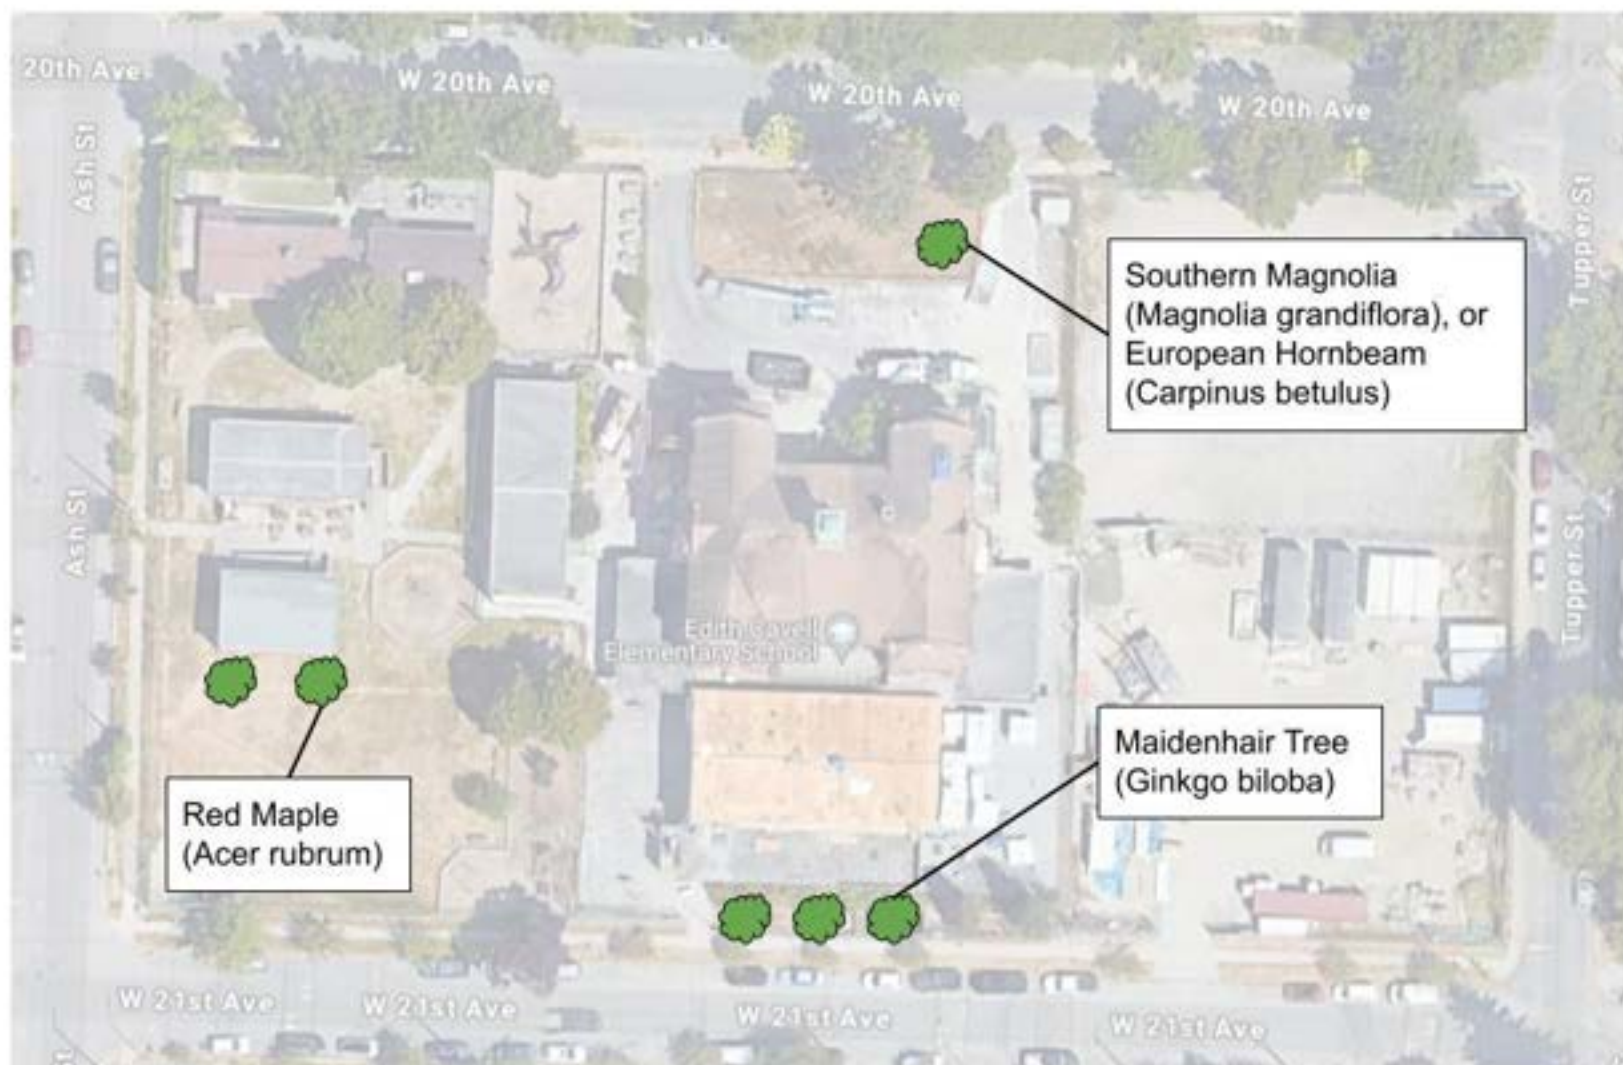 20th Ave
W 20th Ave
W 20th Ave
W 20th Ave
Ash St
Tupper St
Southern Magnolia
(Magnolia grandiflora), or
European Hornbeam
(Carpinus betulus)
Ash St
Tupper St
Edith Cavell
Elementary School
Maidenhair Tree
(Ginkgo biloba)
Red Maple
(Acer rubrum)
W 21st Ave
W 21st Ave
W 21st Ave
W 21st Ave
St